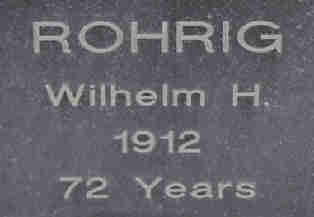 ROHRIG
Wilhelm H.
1912
72 Years